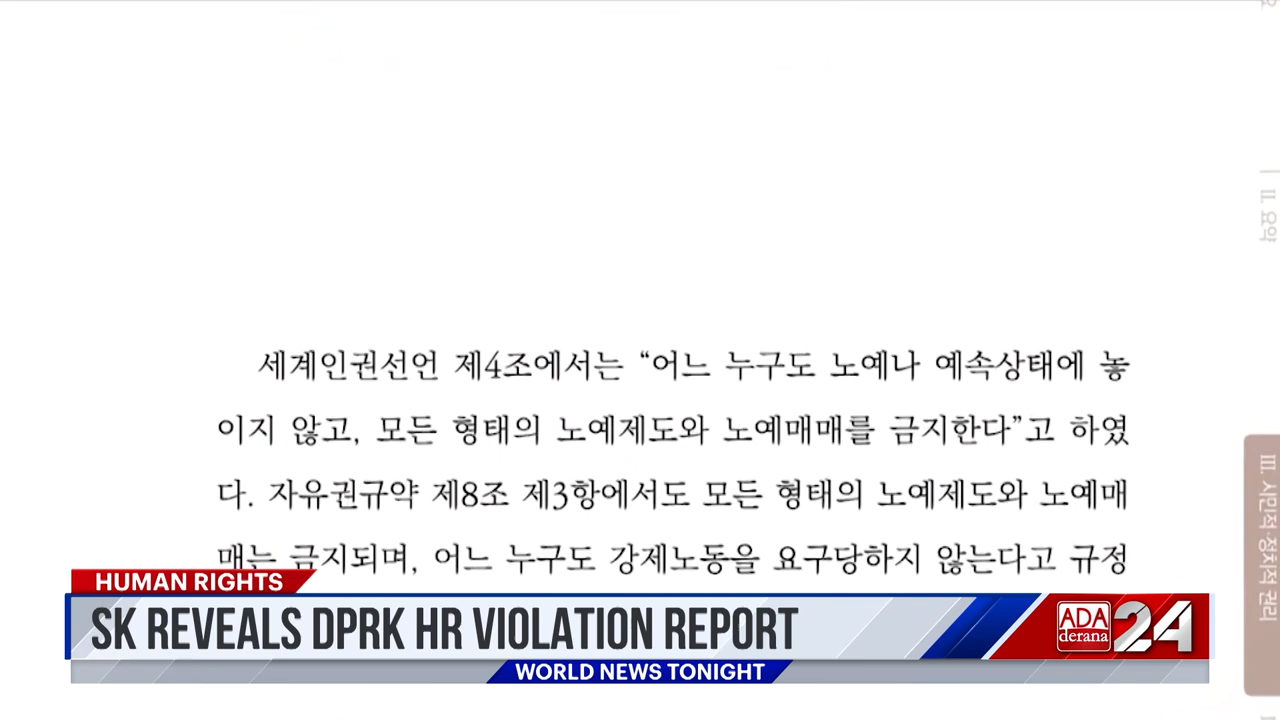 II. 요약
세계인권선언 제4조에서는 “어느 누구도 노예나 예속상태에 놓
이지 않고, 모든 형태의 노예제도와 노예매매를 금지한다”고 하였
다. 자유권규약 제8조 제3항에서도 모든 형태의 노예제도와 노예매
매는 금지되며, 어느 누구도 강제노동을 요구당하지 않는다고 규정
III. 시민적·정치적 권리
HUMAN RIGHTS
SK REVEALS DPRK HR VIOLATION REPORT
ADA
derana
24
WORLD NEWS TONIGHT